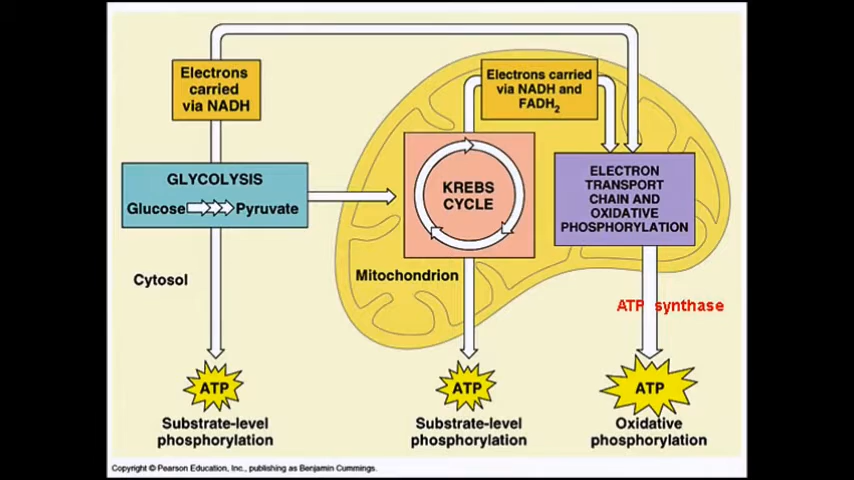 Electrons
carried
via NADH
Electrons carried
via NADH and
FADH2
GLYCOLYSIS
Glucose Pyruvate
KREBS
CYCLE
ELECTRON
TRANSPORT
CHAIN AND
OXIDATIVE
PHOSPHORYLATION
Cytosol
Mitochondrion
ATP synthase
ATP
ATP
ATP
Substrate-level
phosphorylation
Substrate-level
phosphorylation
Oxidative
phosphorylation
Copyright © Pearson Education, Inc., publishing as Benjamin Cummings.